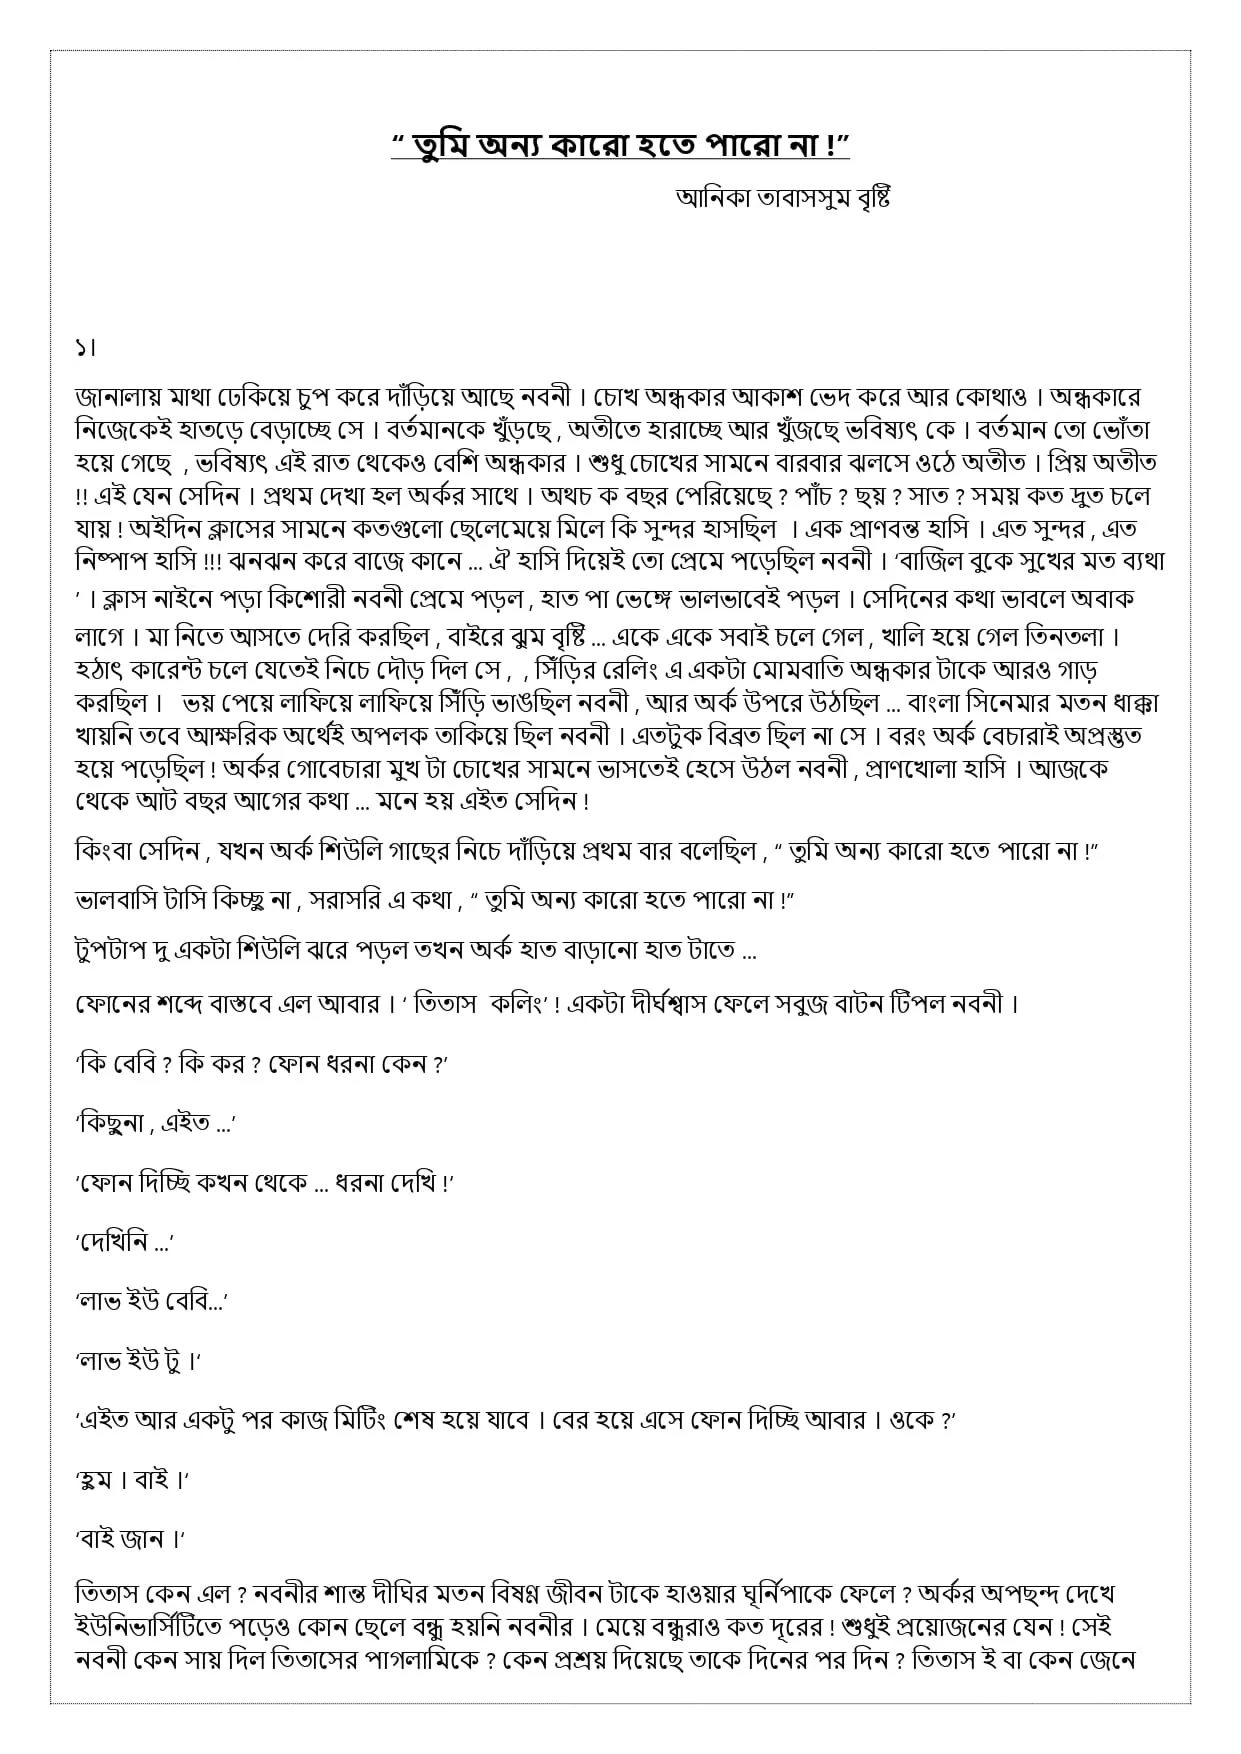 “ তুমি অন্য কারো হতে পারো না !”
আনিকা তাবাসসুম বৃষ্টি
১।
জানালায় মাথা ঢেকিয়ে চুপ করে দাঁড়িয়ে আছে নবনী । চোখ অন্ধকার আকাশ ভেদ করে আর কোথাও । অন্ধকারে
নিজেকেই হাতড়ে বেড়াচ্ছে সে । বর্তমানকে খুঁড়ছে , অতীতে হারাচ্ছে আর খুঁজছে ভবিষ্যৎ কে । বর্তমান তো ভোঁতা
হয়ে গেছে , ভবিষ্যৎ এই রাত থেকেও বেশি অন্ধকার । শুধু চোখের সামনে বারবার ঝলসে ওঠে অতীত । প্রিয় অতীত
!! এই যেন সেদিন । প্রথম দেখা হল অর্কর সাথে । অথচ ক বছর পেরিয়েছে ? পাঁচ ? ছয় ? সাত ? সময় কত দ্রুত চলে
যায় ! অইদিন ক্লাসের সামনে কতগুলো ছেলেমেয়ে মিলে কি সুন্দর হাসছিল । এক প্রাণবন্ত হাসি । এত সুন্দর , এত
নিষ্পাপ হাসি !!! ঝনঝন করে বাজে কানে ... ঐ হাসি দিয়েই তো প্রেমে পড়েছিল নবনী । ‘বাজিল বুকে সুখের মত ব্যথা
’ । ক্লাস নাইনে পড়া কিশোরী নবনী প্রেমে পড়ল , হাত পা ভেঙ্গে ভালভাবেই পড়ল । সেদিনের কথা ভাবলে অবাক
লাগে । মা নিতে আসতে দেরি করছিল , বাইরে ঝুম বৃষ্টি ... একে একে সবাই চলে গেল , খালি হয়ে গেল তিনতলা ।
হঠাৎ কারেন্ট চলে যেতেই নিচে দৌড় দিল সে , , সিঁড়ির রেলিং এ একটা মোমবাতি অন্ধকার টাকে আরও গাড়
করছিল । ভয় পেয়ে লাফিয়ে লাফিয়ে সিঁড়ি ভাঙছিল নবনী , আর অর্ক উপরে উঠছিল ... বাংলা সিনেমার মতন ধাক্কা
খায়নি তবে আক্ষরিক অর্থেই অপলক তাকিয়ে ছিল নবনী । এতটুক বিব্রত ছিল না সে । বরং অর্ক বেচারাই অপ্রস্তুত
হয়ে পড়েছিল ! অর্কর গোবেচারা মুখ টা চোখের সামনে ভাসতেই হেসে উঠল নবনী , প্রাণখোলা হাসি । আজকে
থেকে আট বছর আগের কথা ... মনে হয় এইত সেদিন !
কিংবা সেদিন , যখন অর্ক শিউলি গাছের নিচে দাঁড়িয়ে প্রথম বার বলেছিল , “ তুমি অন্য কারো হতে পারো না !”
ভালবাসি টাসি কিচ্ছু না , সরাসরি এ কথা , “ তুমি অন্য কারো হতে পারো না !”
টুপটাপ দু একটা শিউলি ঝরে পড়ল তখন অর্ক হাত বাড়ানো হাত টাতে ...
ফোনের শব্দে বাস্তবে এল আবার । ‘ তিতাস কলিং’ ! একটা দীর্ঘশ্বাস ফেলে সবুজ বাটন টিপল নবনী ।
‘কি বেবি ? কি কর ? ফোন ধরনা কেন ?’
‘কিছুনা , এইত ...’
‘ফোন দিচ্ছি কখন থেকে ... ধরনা দেখি !’
‘দেখিনি ...’
‘লাভ ইউ বেবি...’
‘লাভ ইউ টু ।‘
‘এইত আর একটু পর কাজ মিটিং শেষ হয়ে যাবে । বের হয়ে এসে ফোন দিচ্ছি আবার । ওকে ?’
‘হুম । বাই ।‘
‘বাই জান ।‘
তিতাস কেন এল ? নবনীর শান্ত দীঘির মতন বিষণ্ণ জীবন টাকে হাওয়ার ঘূর্নিপাকে ফেলে ? অর্কর অপছন্দ দেখে
ইউনিভার্সিটিতে পড়েও কোন ছেলে বন্ধু হয়নি নবনীর । মেয়ে বন্ধুরাও কত দূরের ! শুধুই প্রয়োজনের যেন ! সেই
নবনী কেন সায় দিল তিতাসের পাগলামিকে ? কেন প্রশ্রয় দিয়েছে তাকে দিনের পর দিন ? তিতাস ই বা কেন জেনে